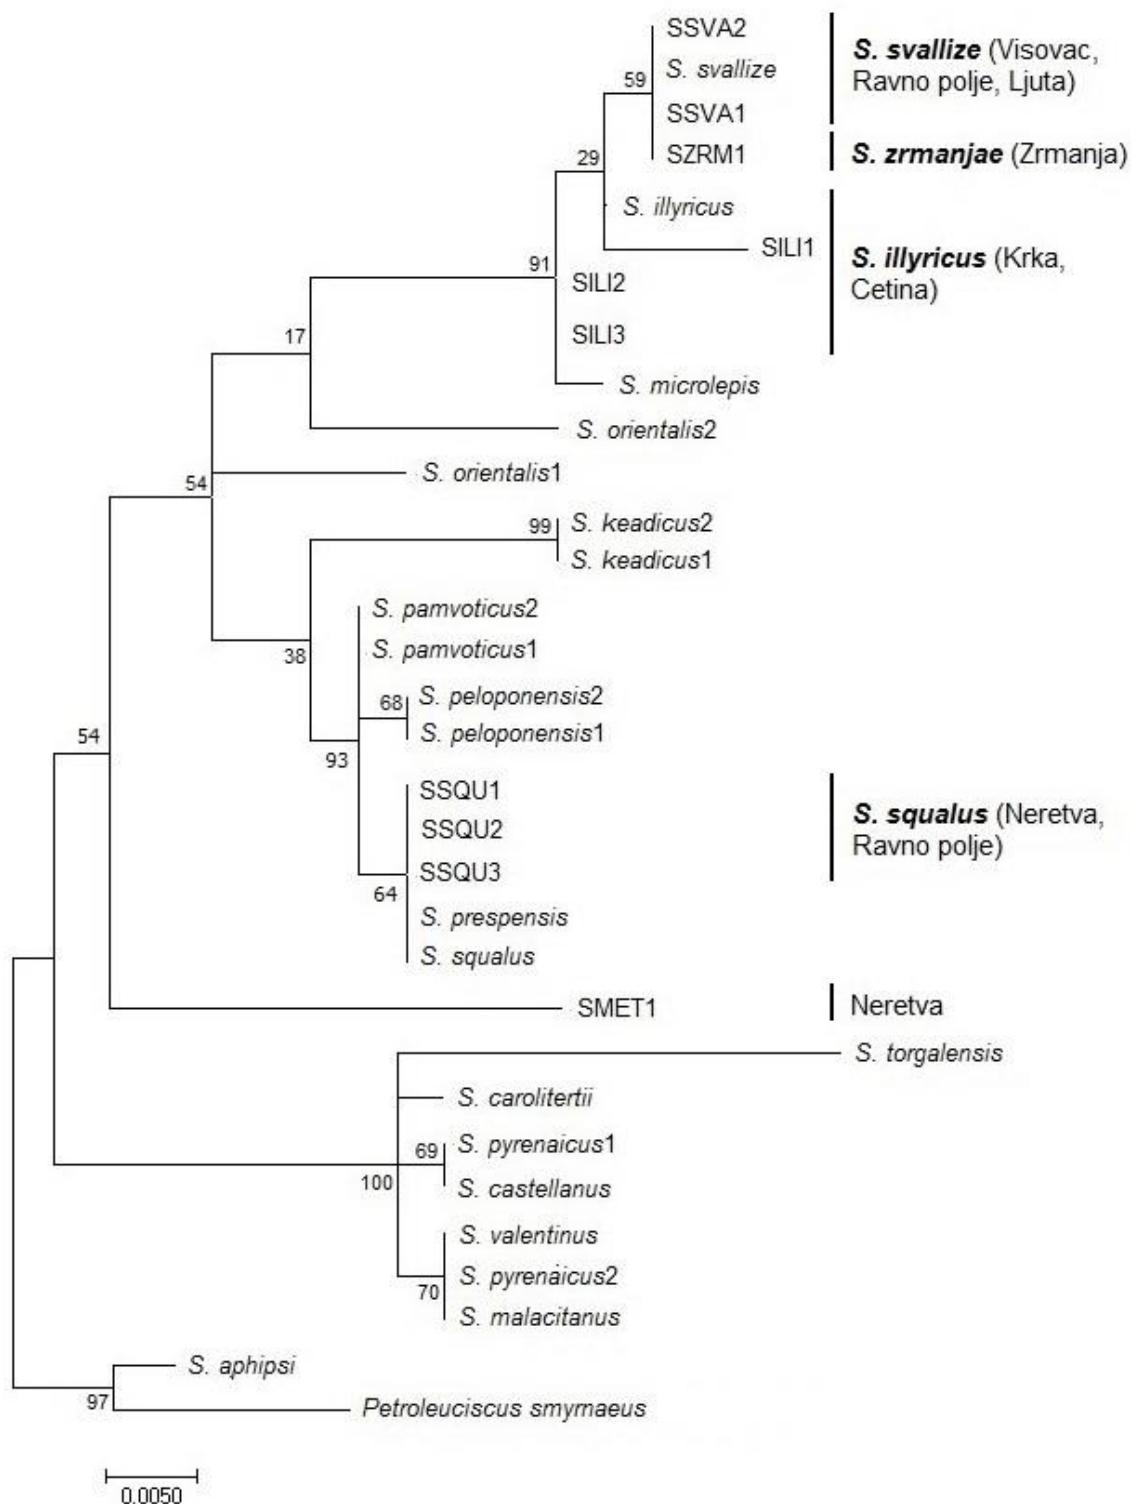 SSVA2
S. svallize
59
SSVA1
SZRM1
S. svallize (Visovac,
Ravno polje, Ljuta)
S. zrmanjae (Zrmanja)
29
S. illyricus
SILI1
91
SILI2
SILI3
S. illyricus (Krka,
Cetina)
17
S. microlepis
S. orientalis2
S. orientalis1
54
99
S. keadicus2
S. keadicus1
S. pamvoticus2
S. pamvoticus1
38
68
S. peloponensis2
S. peloponensis1
54
93
SSQU1
SSQU2
SSQU3
S. squalus (Neretva,
Ravno polje)
64
S. prespensis
S. squalus
SMET1
Neretva
S. torgalensis
S. carolitertii
69
S. pyrenaicus1
100
S. castellanus
S. valentinus
S. pyrenaicus2
70
S. malacitanus
S. aphipsi
97
Petroleuciscus smyrnaeus
0.0050